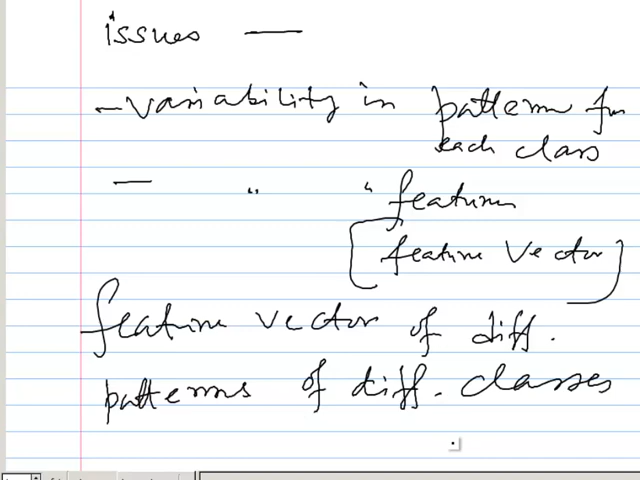 issues —
- variability in pattern for
each class
— " " features
[feature vector]
feature vector of diff.
patterns of diff. classes